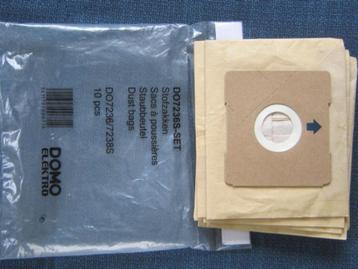 DO7236S-SET
Stofzakken
Sacs à poussières
Staubbeutel
Dust bags
DO7236/7238S
10 pcs
DOMO
ELEKTRO